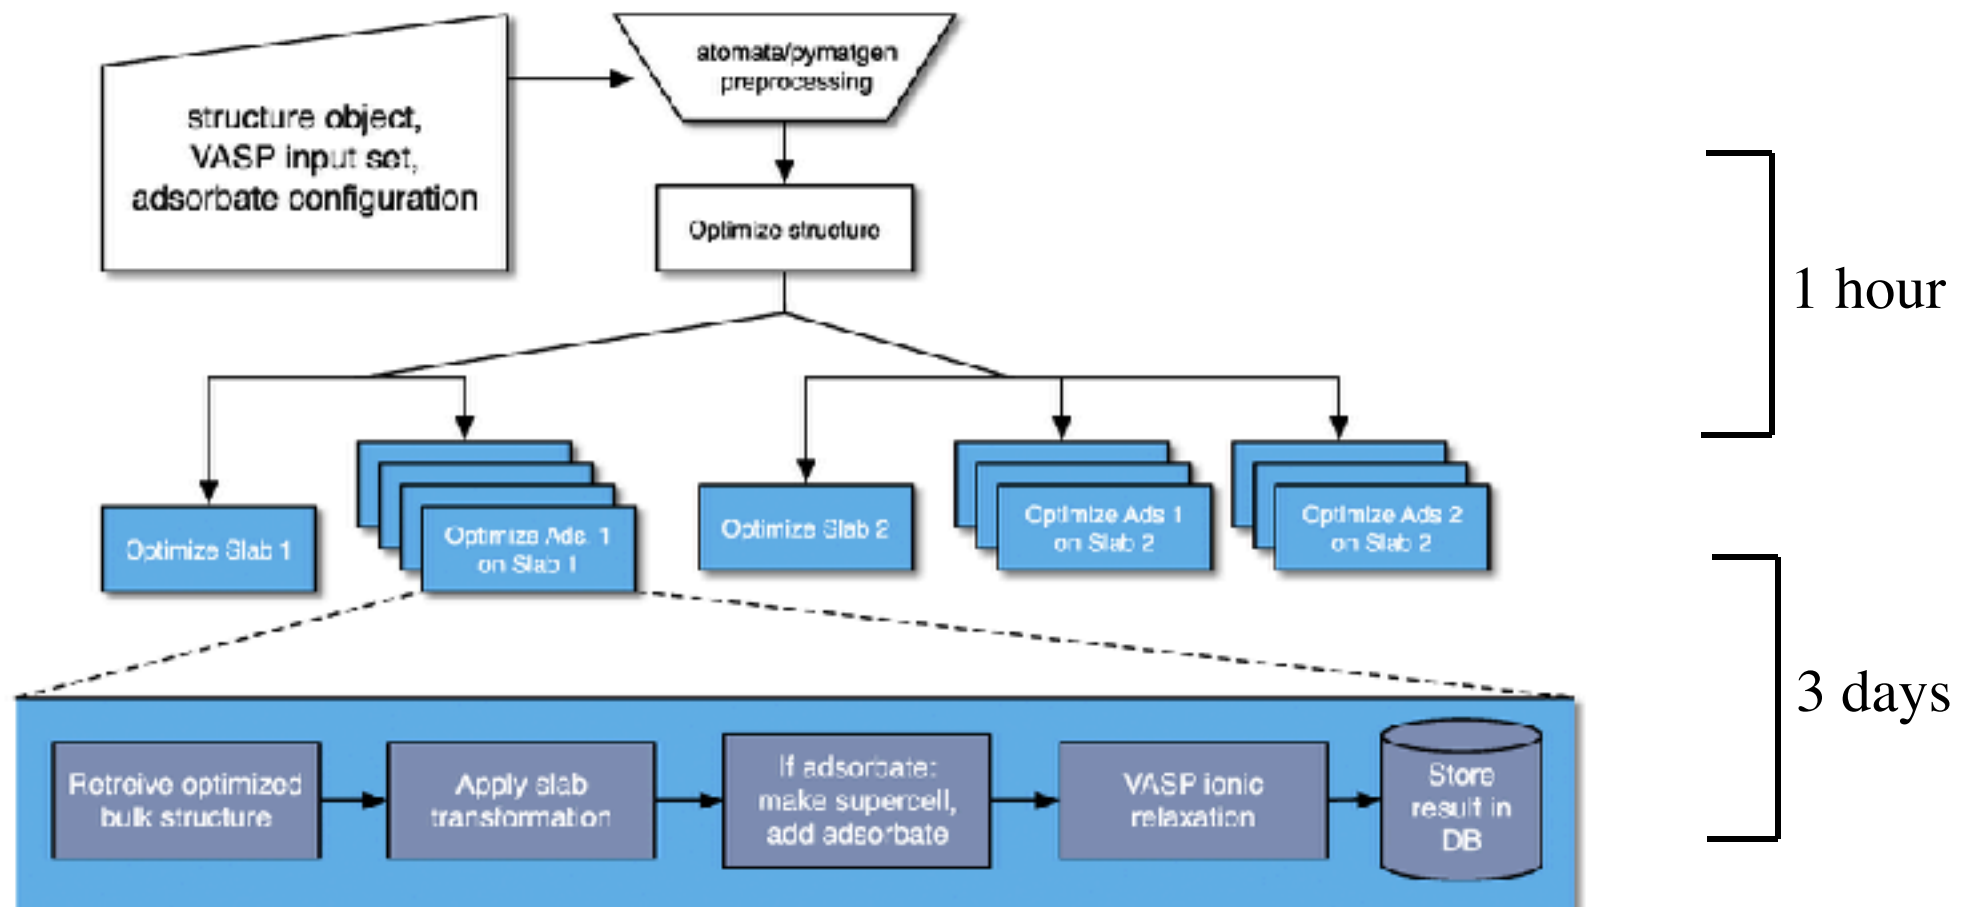 structure object,
VASP input set,
adsorbate configuration
atomata/pymatgen
preprocessing
Optimize structure
1 hour
Optimize Slab 1
Optimize Ads. 1
on Slab 1
Optimize Slab 2
Optimize Ads 1
on Slab 2
Optimize Ads 2
on Slab 2
3 days
Retreive optimized
bulk structure
Apply slab
transformation
If adsorbate:
make supercell,
add adsorbate
VASP ionic
relaxation
Store
result in
DB